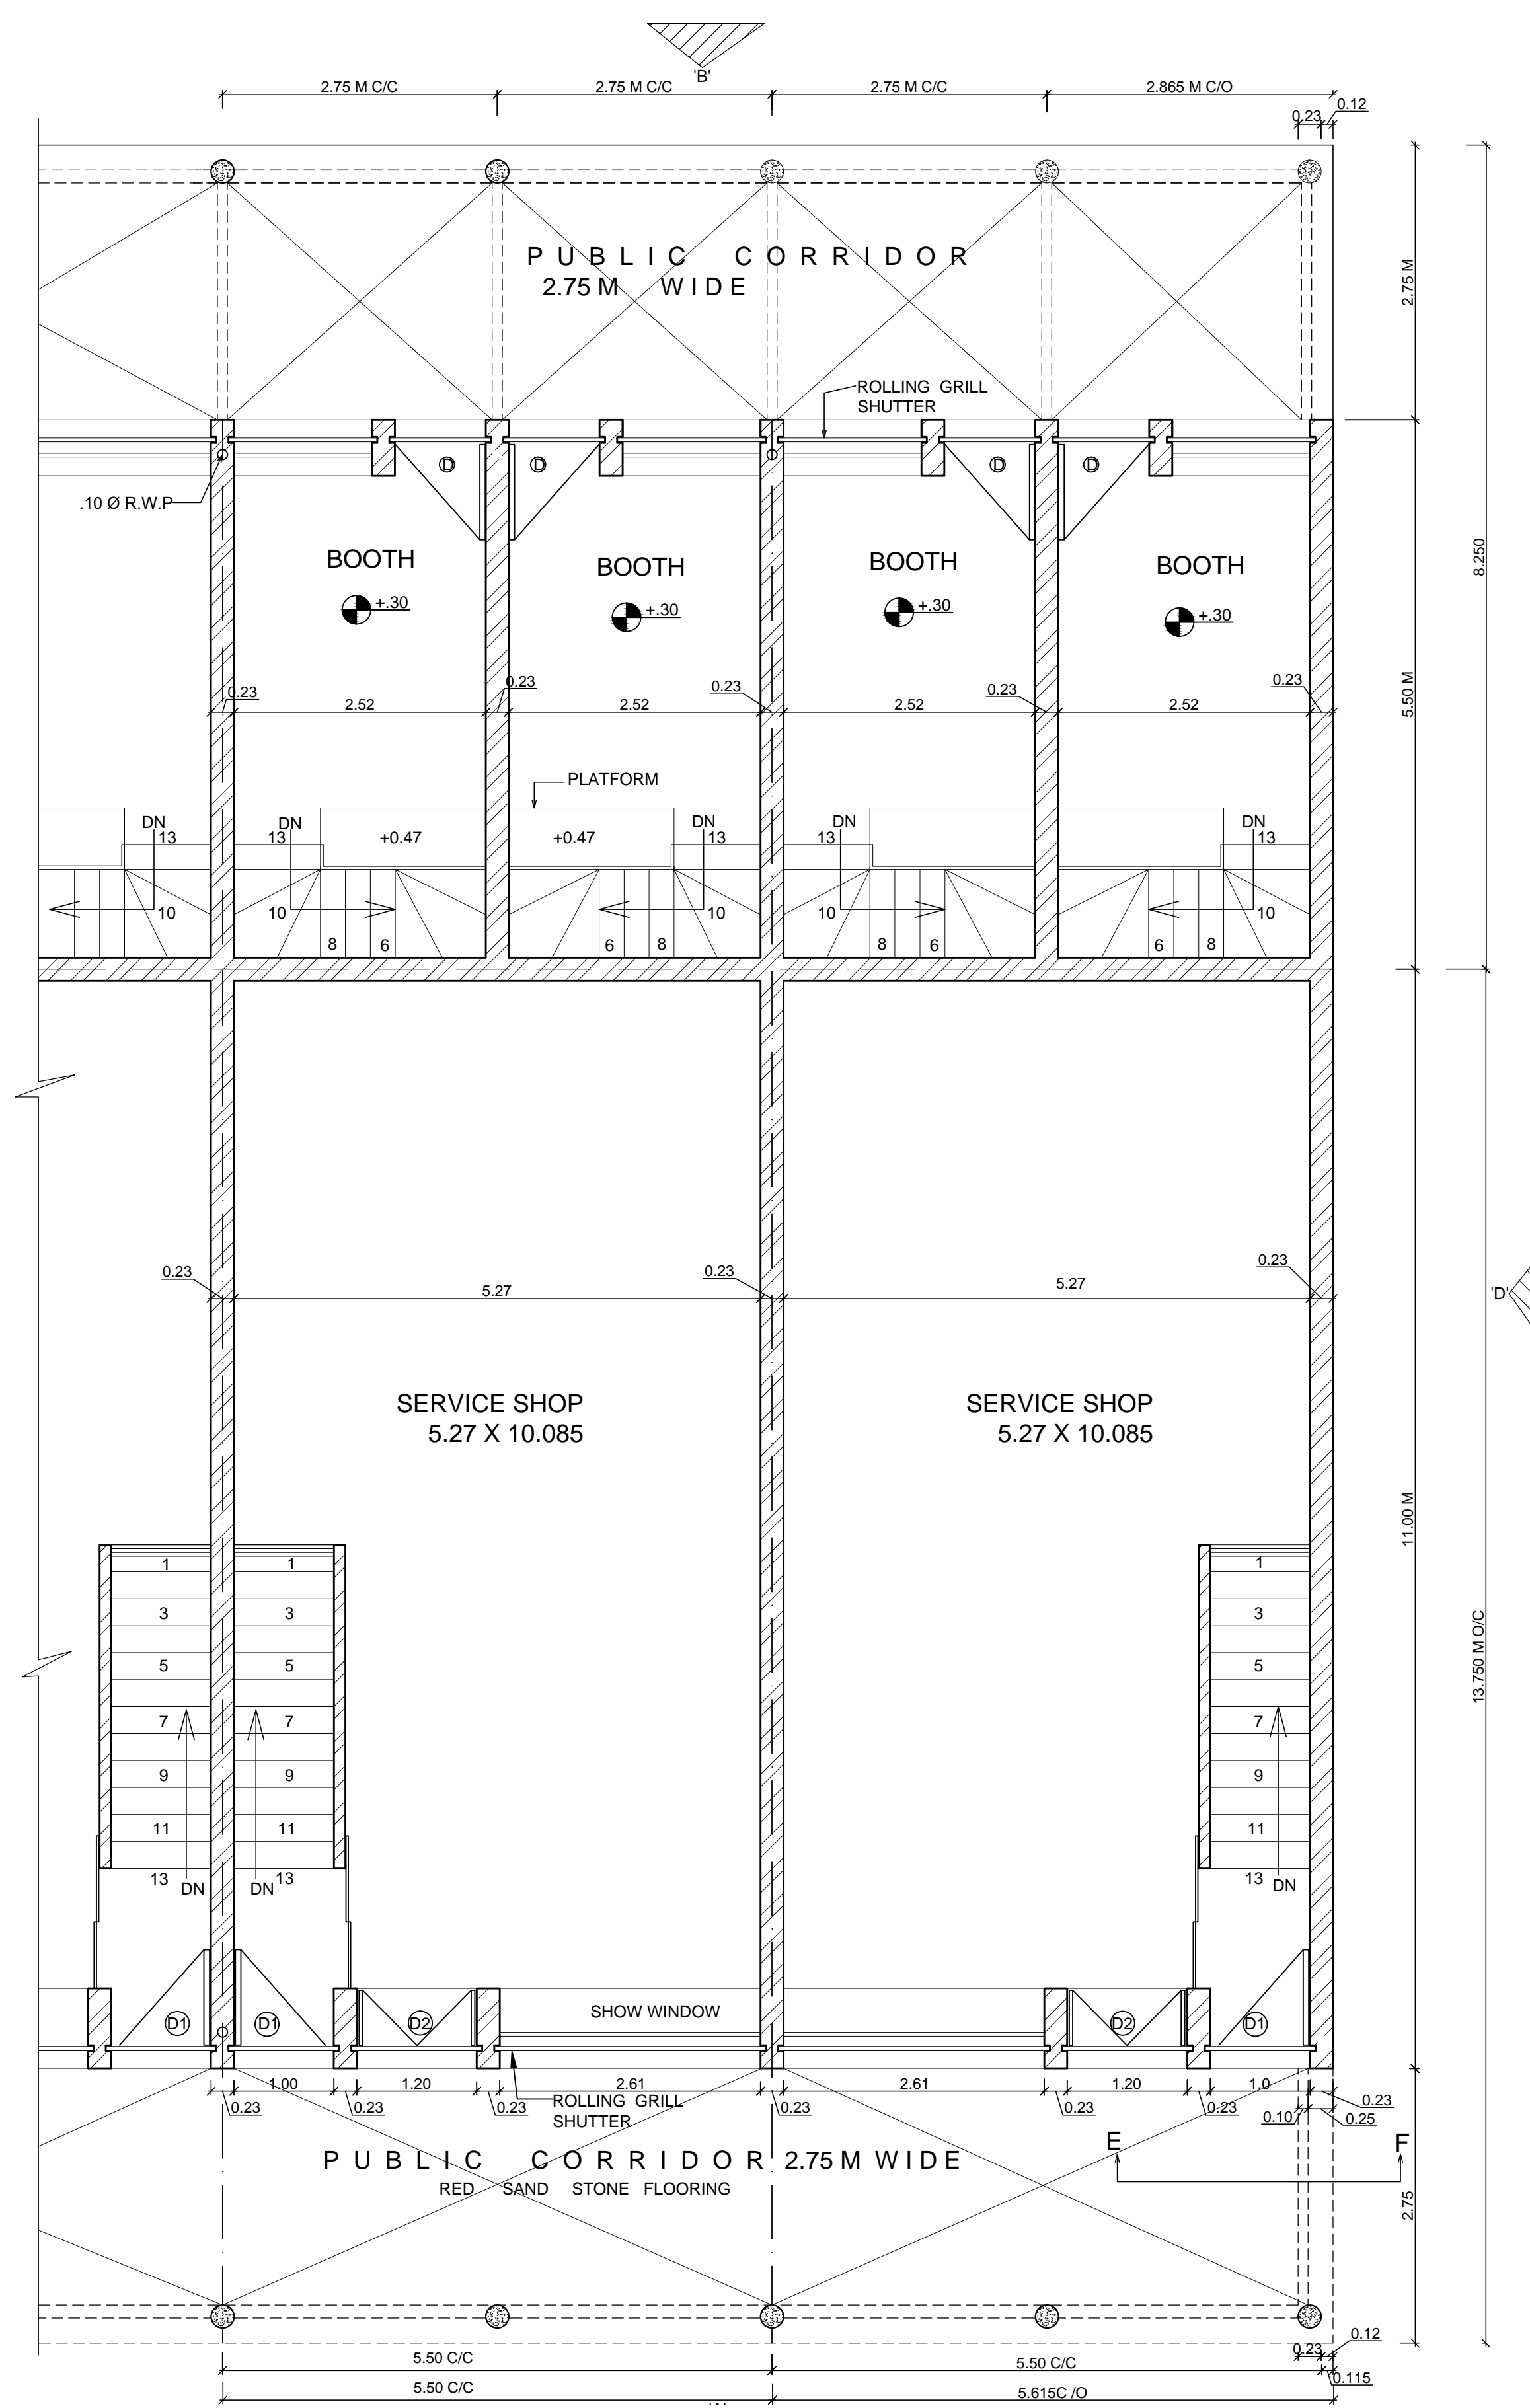 'B'
2.75 M C/C
2.75 M C/C
2.75 M C/C
2.865 M C/O
0.12
0.23
PUBLIC CORRIDOR
2.75 M WIDE
2.75 M
ROLLING GRILL
SHUTTER
D
D
D
D
.10 Ø R.W.P
BOOTH
BOOTH
BOOTH
BOOTH
+.30
+.30
+.30
+.30
8.250
5.50 M
0.23
0.23
0.23
0.23
0.23
2.52
2.52
2.52
2.52
PLATFORM
DN
DN
DN
DN
DN
13
13
+0.47
+0.47
13
13
13
10
10
10
10
10
8
6
6
8
8
6
6
8
0.23
0.23
0.23
5.27
5.27
'D'
SERVICE SHOP
5.27 X 10.085
SERVICE SHOP
5.27 X 10.085
11.00 M
13.750 M O/C
1
1
1
3
3
3
5
5
5
7
7
7
9
9
9
11
11
11
13
13
13
DN
DN
DN
D1
D1
D2
SHOW WINDOW
D2
D1
1.00
1.20
2.61
2.61
1.20
1.0
0.23
0.23
0.23
0.23
0.23
0.23
0.23
ROLLING GRILL
SHUTTER
0.10
0.25
PUBLIC CORRIDOR 2.75 M WIDE
RED SAND STONE FLOORING
E
F
2.75
0.12
0.23
5.50 C/C
5.50 C/C
0.115
5.50 C/C
5.615C /O